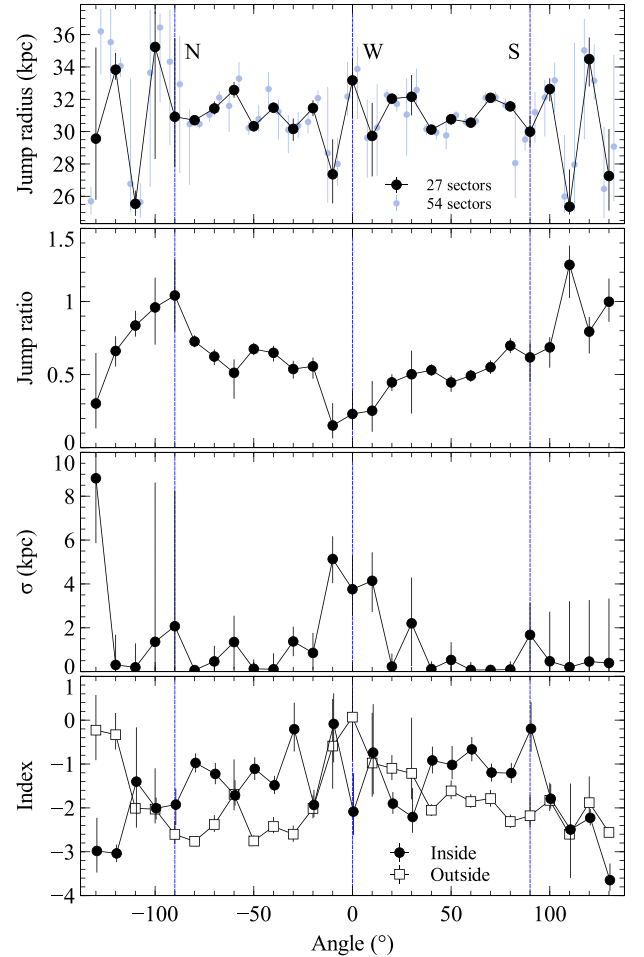 Jump radius (kpc)
36
34
32
30
28
26
N
W
S
27 sectors
54 sectors
Jump ratio
1.5
1
0.5
0
σ (kpc)
10
8
6
4
2
0
Index
1
0
−1
−2
−3
−4
Inside
Outside
−100 −50 0 50 100
Angle (°)